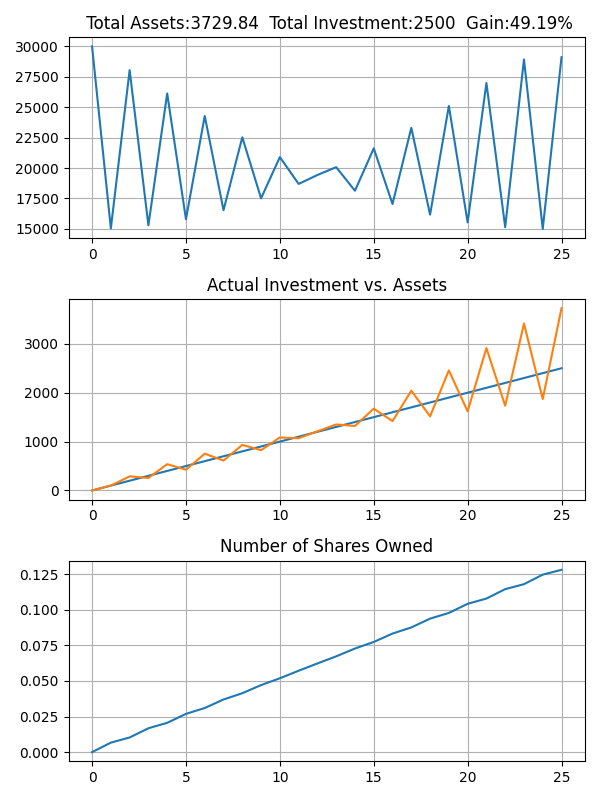 Total Assets:3729.84  Total Investment:2500  Gain:49.19%
30000
27500
25000
22500
20000
17500
15000
0 5 10 15 20 25
Actual Investment vs. Assets
3000
2000
1000
0
0 5 10 15 20 25
Number of Shares Owned
0.125
0.100
0.075
0.050
0.025
0.000
0 5 10 15 20 25